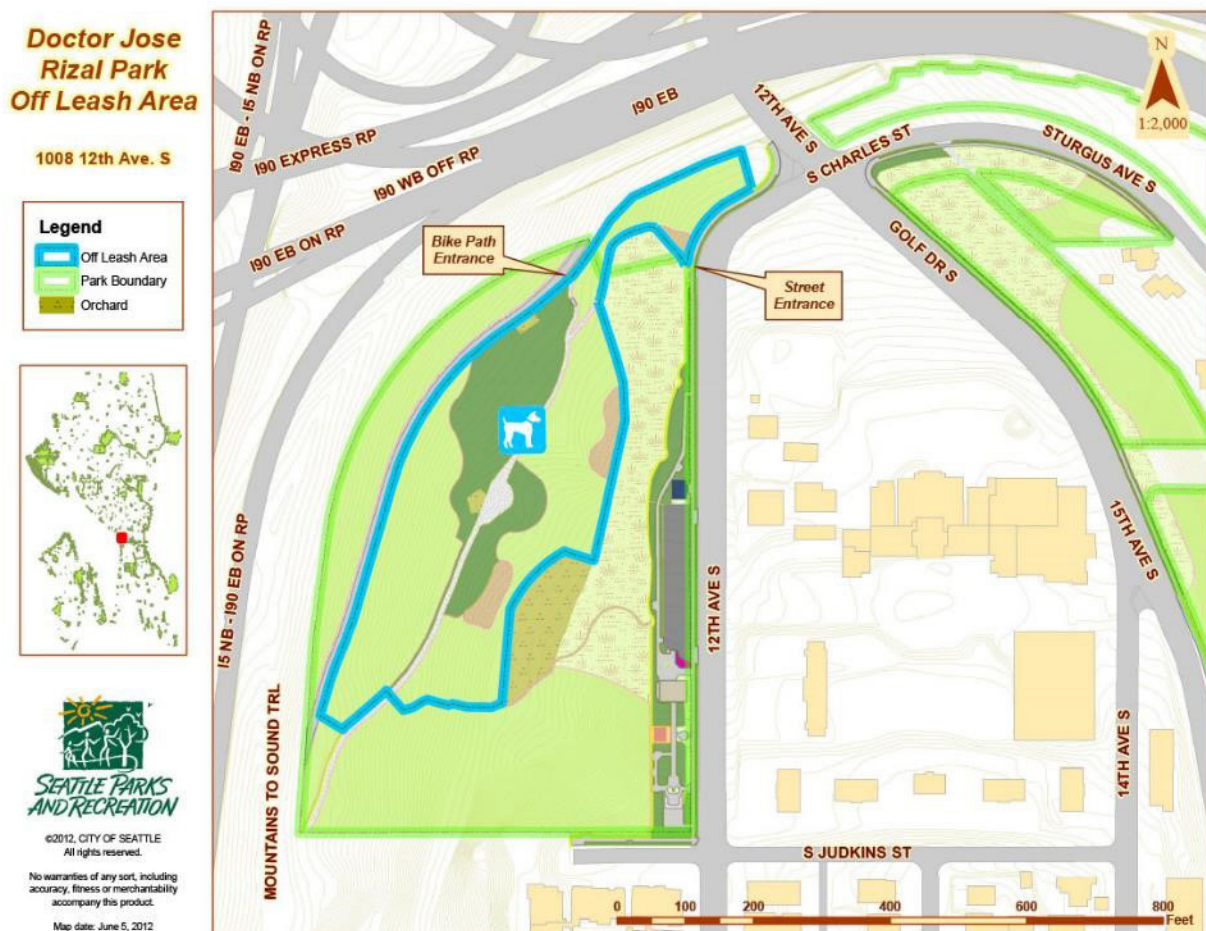 Doctor Jose
Rizal Park
Off Leash Area
1008 12th Ave. S
Legend
Off Leash Area
Park Boundary
Orchard
SEATTLE PARKS
AND RECREATION
©2012, CITY OF SEATTLE
All rights reserved.
No warranties of any sort, including
accuracy, fitness or merchantability
accompany this product.
Map date: June 5, 2012
I90 EB - I5 NB ON RP
I90 EXPRESS RP
I90 WB OFF RP
I90 EB ON RP
I90 EB
12TH AVE S
S CHARLES ST
STURGUS AVE S
GOLF DR S
N
1:2,000
Bike Path
Entrance
Street
Entrance
I5 NB - I90 EB ON RP
MOUNTAINS TO SOUND TRL
12TH AVE S
15TH AVE S
14TH AVE S
S JUDKINS ST
0 100 200 400 600 800
Feet